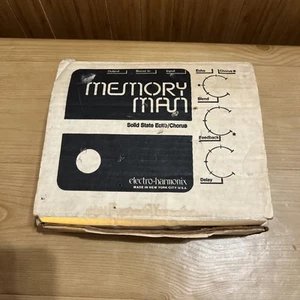 Output Direct In Input Echo Chorus B
MEMORY
MAN
Blend
Solid State Echo/Chorus
Feedback
electro-harmonix
MADE IN NEW YORK CITY U.S.A.
Delay